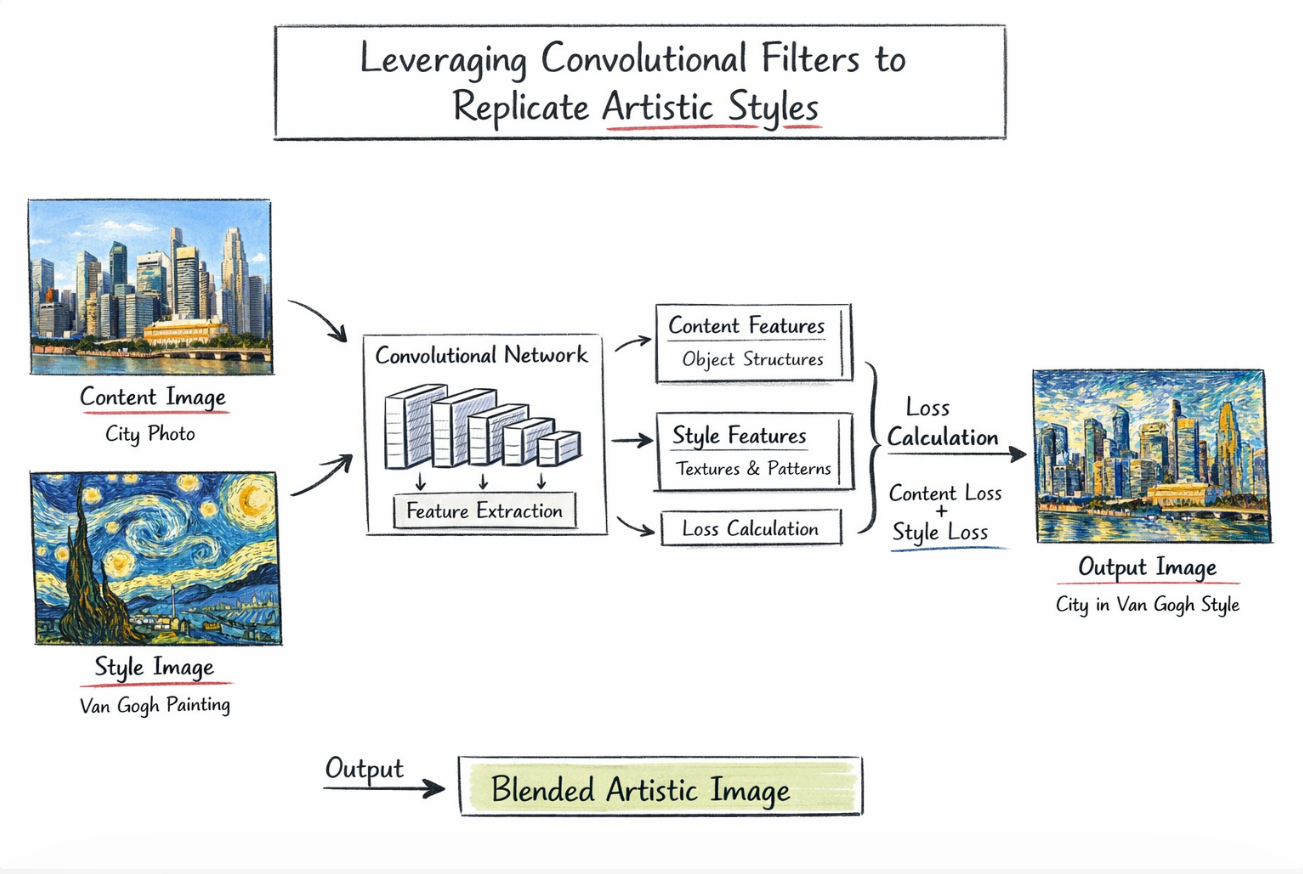 Leveraging Convolutional Filters to
Replicate Artistic Styles
Content Image
City Photo
Style Image
Van Gogh Painting
Convolutional Network
Feature Extraction
Content Features
Object Structures
Style Features
Textures & Patterns
Loss Calculation
Loss
Calculation
Content Loss
+
Style Loss
Output Image
City in Van Gogh Style
Output
Blended Artistic Image